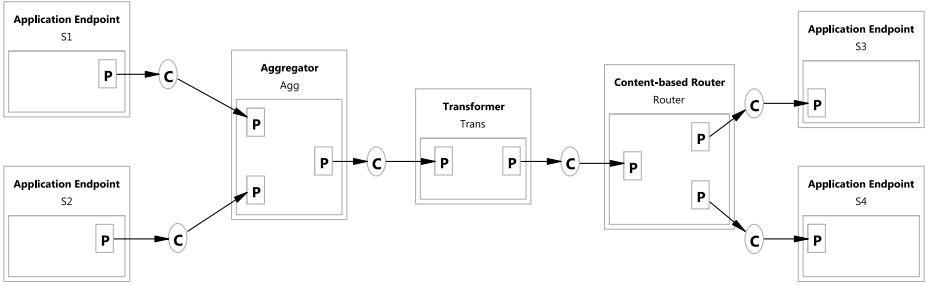 Application Endpoint
S1
P
C
Application Endpoint
S2
P
C
Aggregator
Agg
P
P
P
C
Transformer
Trans
P
P
C
Content-based Router
Router
P
P
P
C
C
Application Endpoint
S3
P
Application Endpoint
S4
P